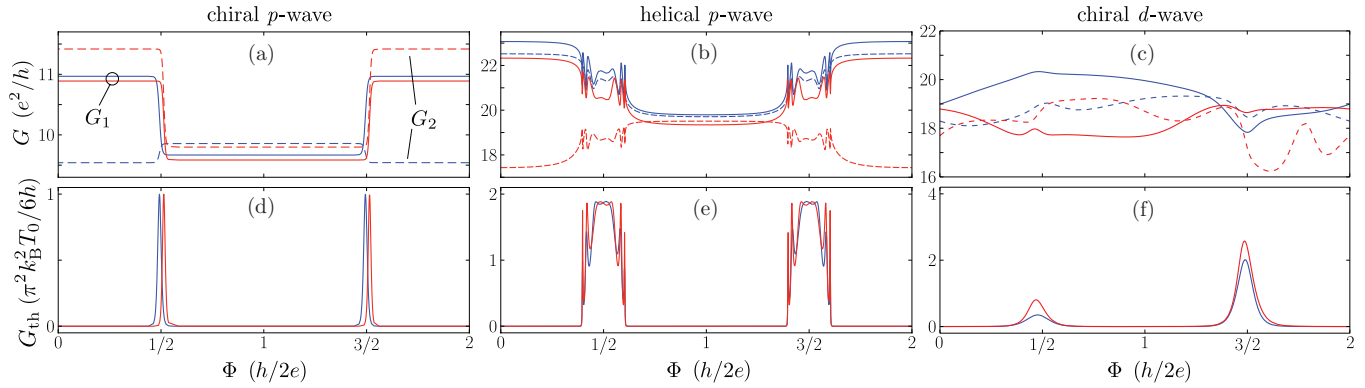 chiral p-wave
helical p-wave
chiral d-wave
G (e²/h)
11
10
(a)
G₁
G₂
22
20
18
(b)
22
20
18
16
(c)
G_th (π²k_B²T₀/6h)
1
0
(d)
2
1
0
(e)
4
2
0
(f)
0 1/2 1 3/2 2
0 1/2 1 3/2 2
0 1/2 1 3/2 2
Φ (h/2e)
Φ (h/2e)
Φ (h/2e)